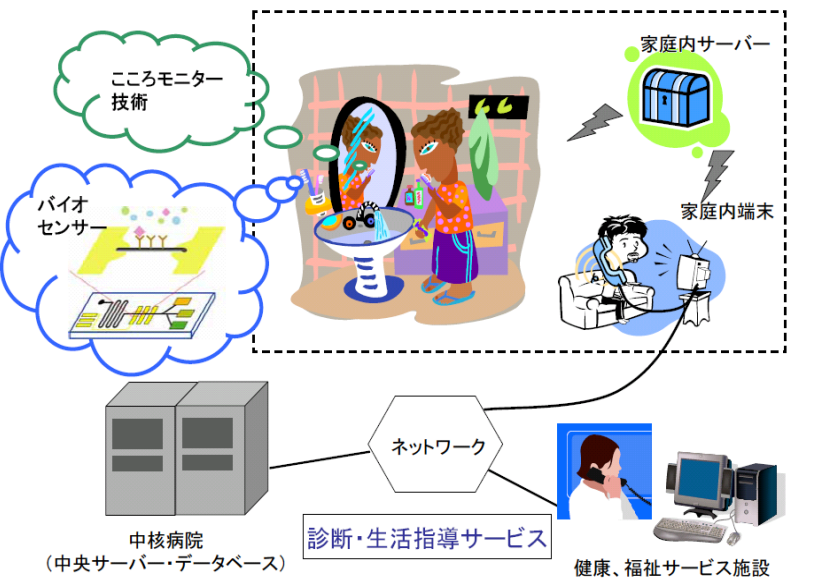 こころモニター
技術
家庭内サーバー
バイオ
センサー
家庭内端末
ネットワーク
中核病院
（中央サーバー・データベース）
診断・生活指導サービス
健康、福祉サービス施設